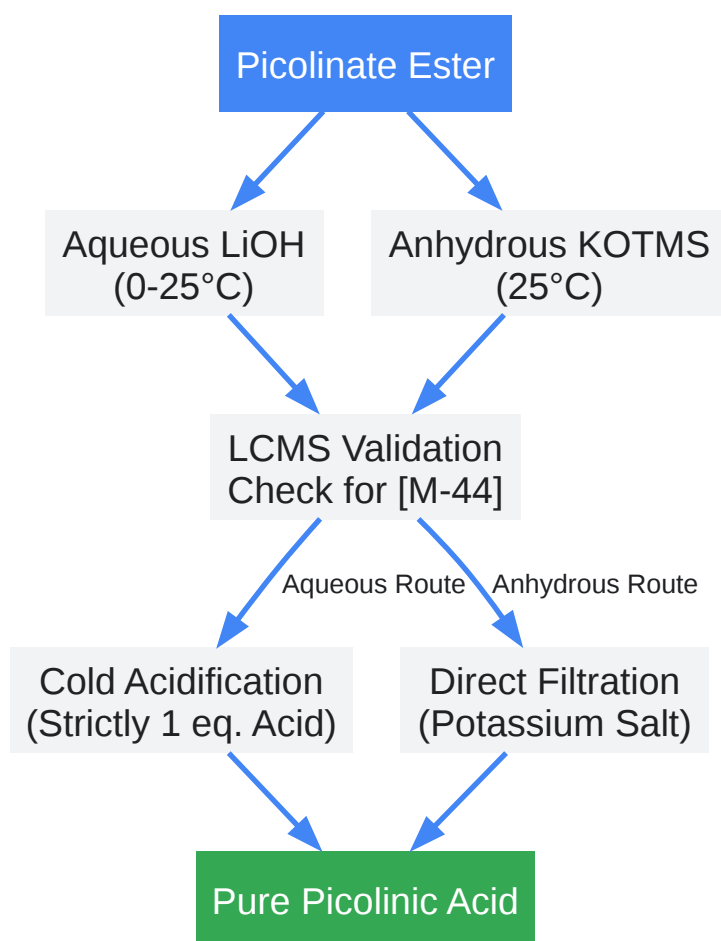 Picolinate Ester
Aqueous LiOH
(0-25°C)
Anhydrous KOTMS
(25°C)
LCMS Validation
Check for [M-44]
Aqueous Route
Anhydrous Route
Cold Acidification
(Strictly 1 eq. Acid)
Direct Filtration
(Potassium Salt)
Pure Picolinic Acid